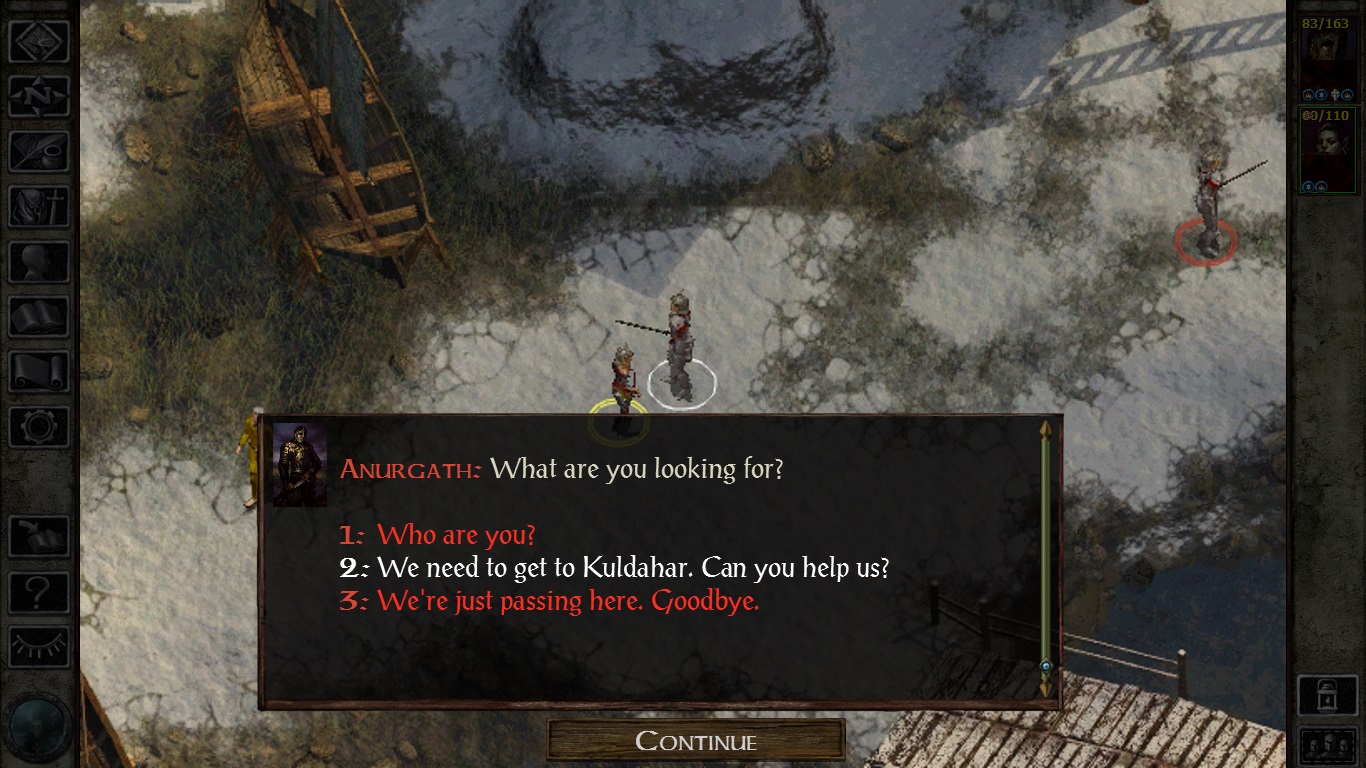 83/163
60/110
Anurgath: What are you looking for?
1: Who are you?
2: We need to get to Kuldahar. Can you help us?
3: We're just passing here. Goodbye.
Continue